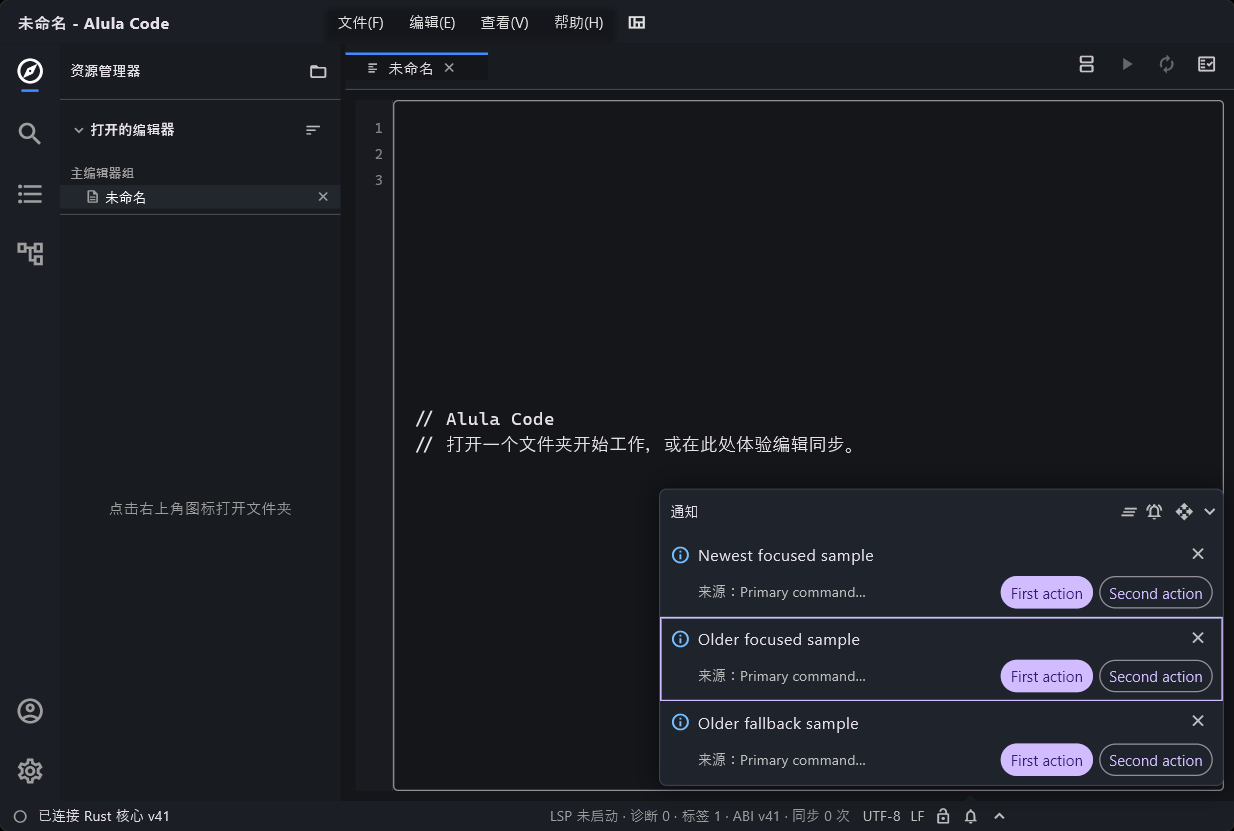 未命名 - Alula Code
文件(F) 编辑(E) 查看(V) 帮助(H)
资源管理器
未命名
打开的编辑器
主编辑器组
未命名
点击右上角图标打开文件夹
1
2
3
// Alula Code
// 打开一个文件夹开始工作, 或在此处体验编辑同步。
通知
Newest focused sample
来源：Primary command...
First action
Second action
Older focused sample
来源：Primary command...
First action
Second action
Older fallback sample
来源：Primary command...
First action
Second action
已连接 Rust 核心 v41
LSP 未启动 · 诊断 0 · 标签 1 · ABI v41 · 同步 0 次
UTF-8
LF